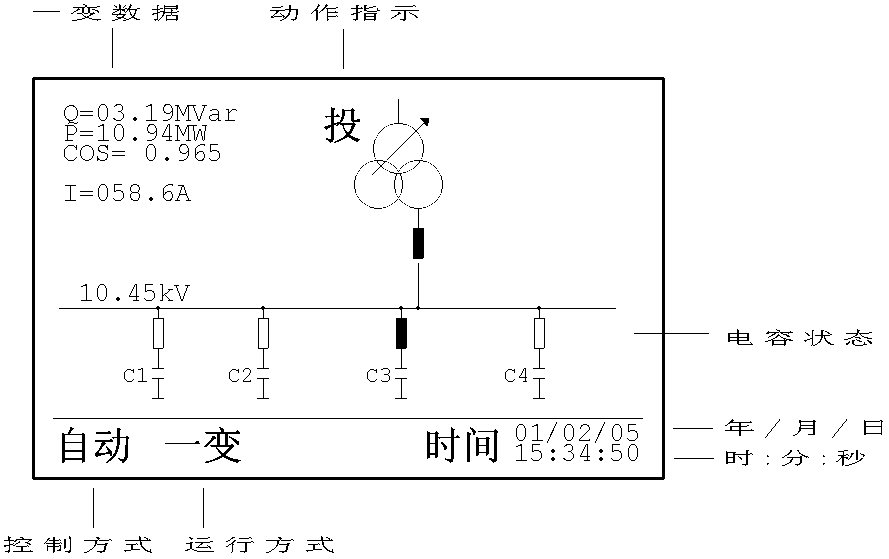 一变数据 动作指示
Q=03.19MVar
P=10.94MW
COS= 0.965
投
I=058.6A
10.45kV
电容状态
C1 C2 C3 C4
自动 一变 时间 01/02/05 年/月/日
15:34:50 时:分:秒
控制方式 运行方式